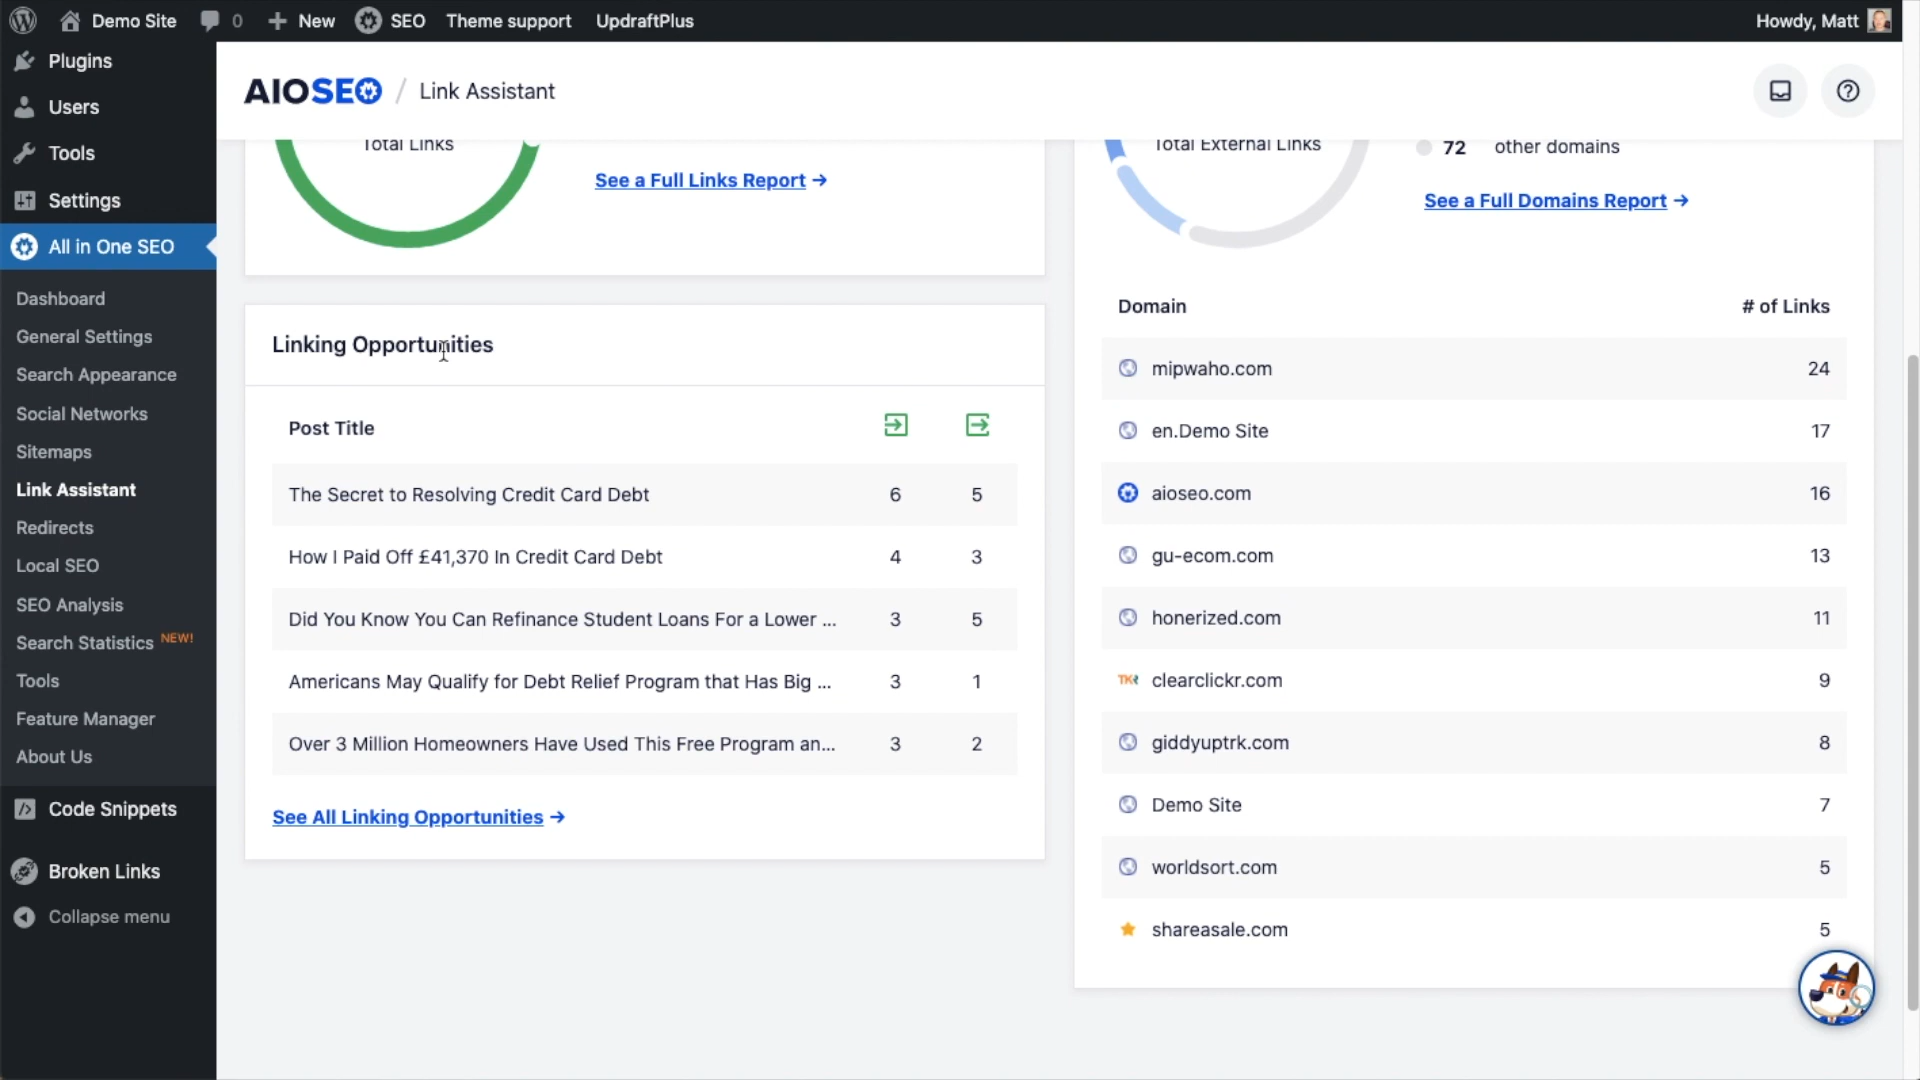 Demo Site
0
New
SEO
Theme support
UpdraftPlus
Howdy, Matt
Plugins
Users
Tools
Settings
All in One SEO
Dashboard
General Settings
Search Appearance
Social Networks
Sitemaps
Link Assistant
Redirects
Local SEO
SEO Analysis
Search Statistics NEW!
Tools
Feature Manager
About Us
Code Snippets
Broken Links
Collapse menu
AIOSEO / Link Assistant
Total Links
See a Full Links Report →
Total External Links
72 other domains
See a Full Domains Report →
Linking Opportunities
Post Title
The Secret to Resolving Credit Card Debt 6 5
How I Paid Off £41,370 In Credit Card Debt 4 3
Did You Know You Can Refinance Student Loans For a Lower ... 3 5
Americans May Qualify for Debt Relief Program that Has Big ... 3 1
Over 3 Million Homeowners Have Used This Free Program an... 3 2
See All Linking Opportunities →
Domain # of Links
mipwaho.com 24
en.Demo Site 17
aioseo.com 16
gu-ecom.com 13
honerized.com 11
TKR clearclickr.com 9
giddyuptrk.com 8
Demo Site 7
worldsort.com 5
shareasale.com 5